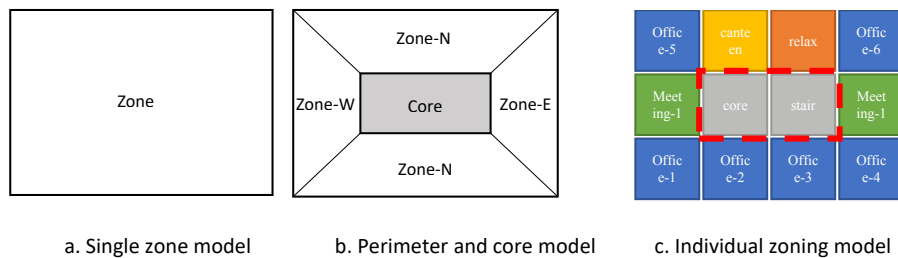 Zone
Zone-N
Zone-W
Core
Zone-E
Zone-N
Offic
e-5
cante
en
relax
Offic
e-6
Meet
ing-1
core
stair
Meet
ing-1
Offic
e-1
Offic
e-2
Offic
e-3
Offic
e-4
a. Single zone model
b. Perimeter and core model
c. Individual zoning model